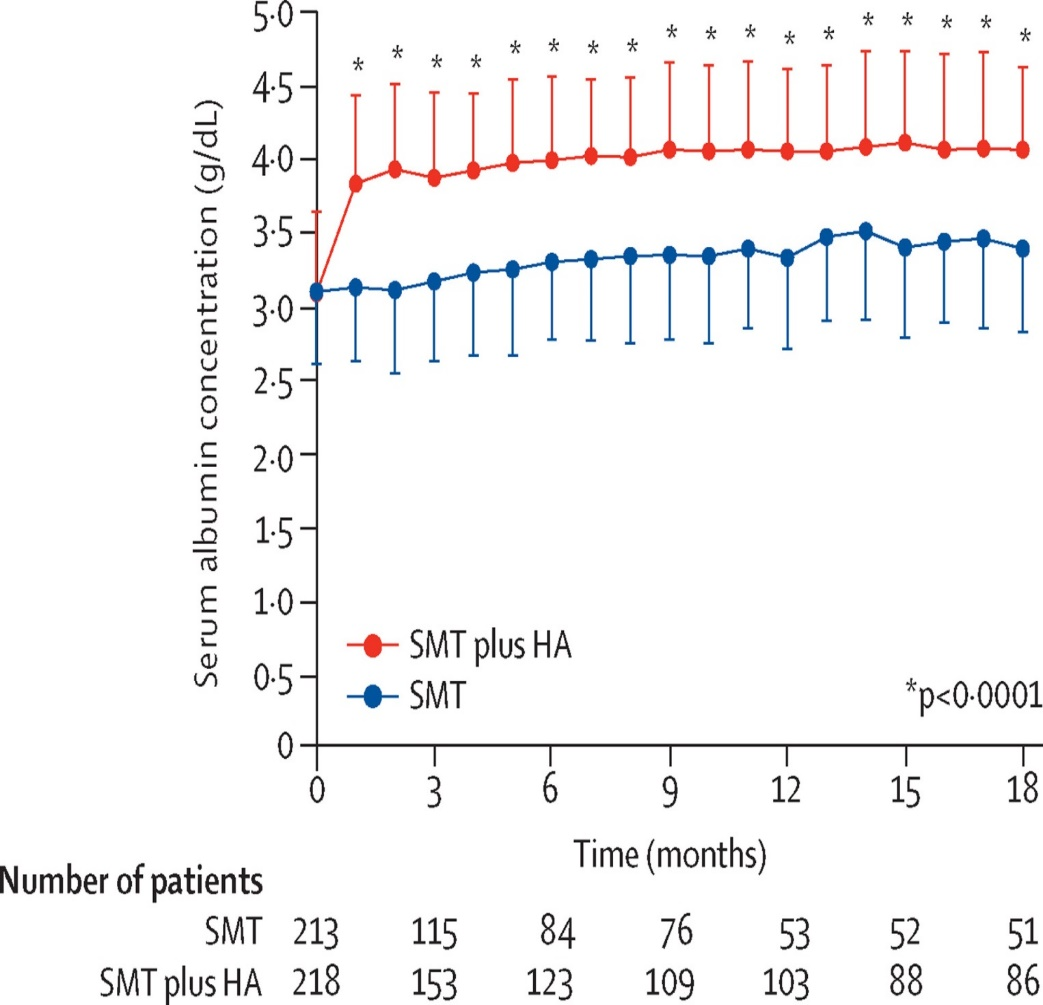 5·0
* * * * * * * * * * * * * * * * * *
4·5
4·0
3·5
3·0
2·5
2·0
1·5
1·0
0·5
0
Serum albumin concentration (g/dL)
SMT plus HA
SMT
*p<0·0001
0 3 6 9 12 15 18
Time (months)
Number of patients
SMT 213 115 84 76 53 52 51
SMT plus HA 218 153 123 109 103 88 86